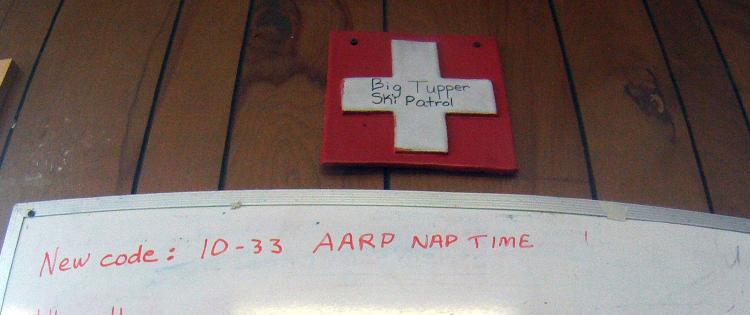 Big Tupper
Ski Patrol
New code: 10-33 AARP NAP TIME